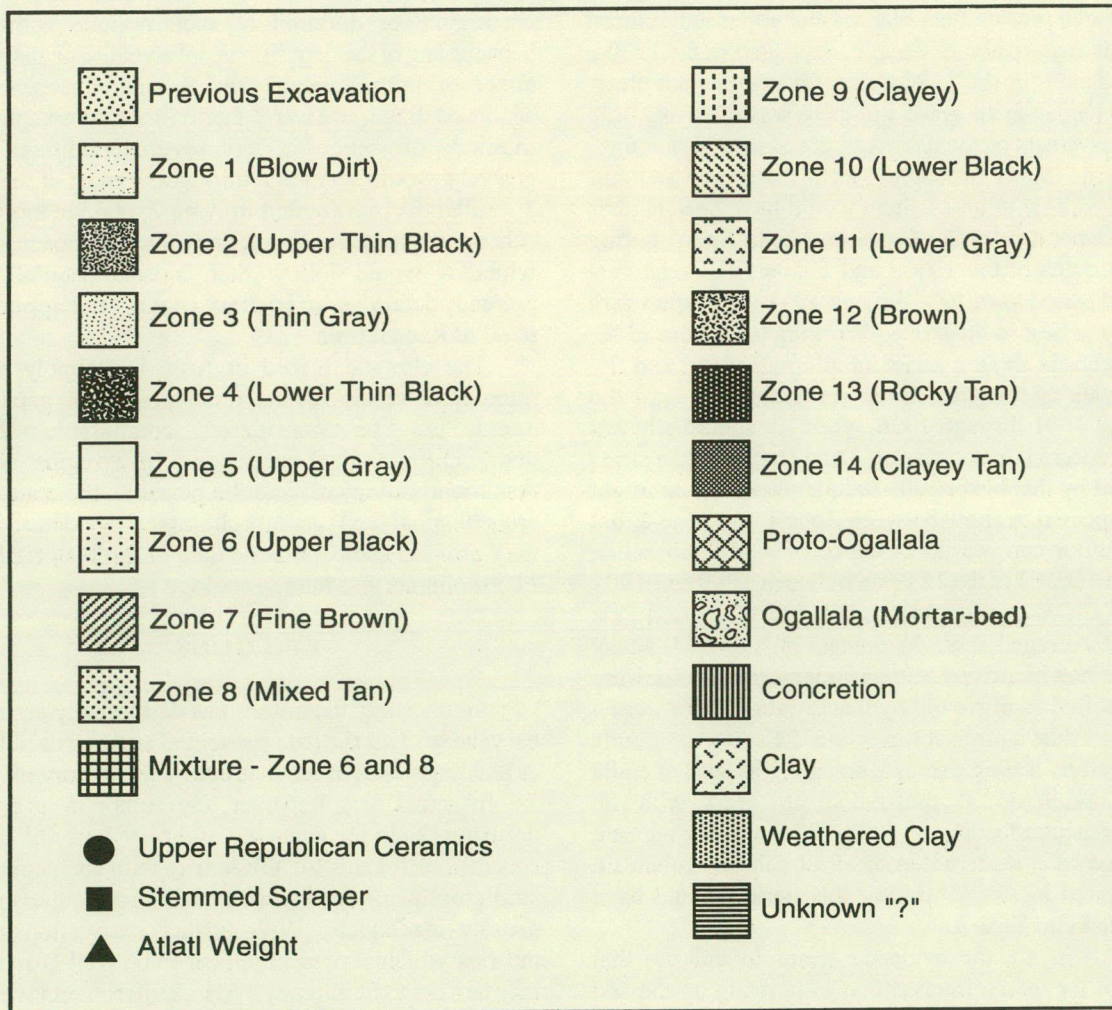 Previous Excavation
Zone 1 (Blow Dirt)
Zone 2 (Upper Thin Black)
Zone 3 (Thin Gray)
Zone 4 (Lower Thin Black)
Zone 5 (Upper Gray)
Zone 6 (Upper Black)
Zone 7 (Fine Brown)
Zone 8 (Mixed Tan)
Mixture - Zone 6 and 8
Upper Republican Ceramics
Stemmed Scraper
Atlatl Weight
Zone 9 (Clayey)
Zone 10 (Lower Black)
Zone 11 (Lower Gray)
Zone 12 (Brown)
Zone 13 (Rocky Tan)
Zone 14 (Clayey Tan)
Proto-Ogallala
Ogallala (Mortar-bed)
Concretion
Clay
Weathered Clay
Unknown "?"